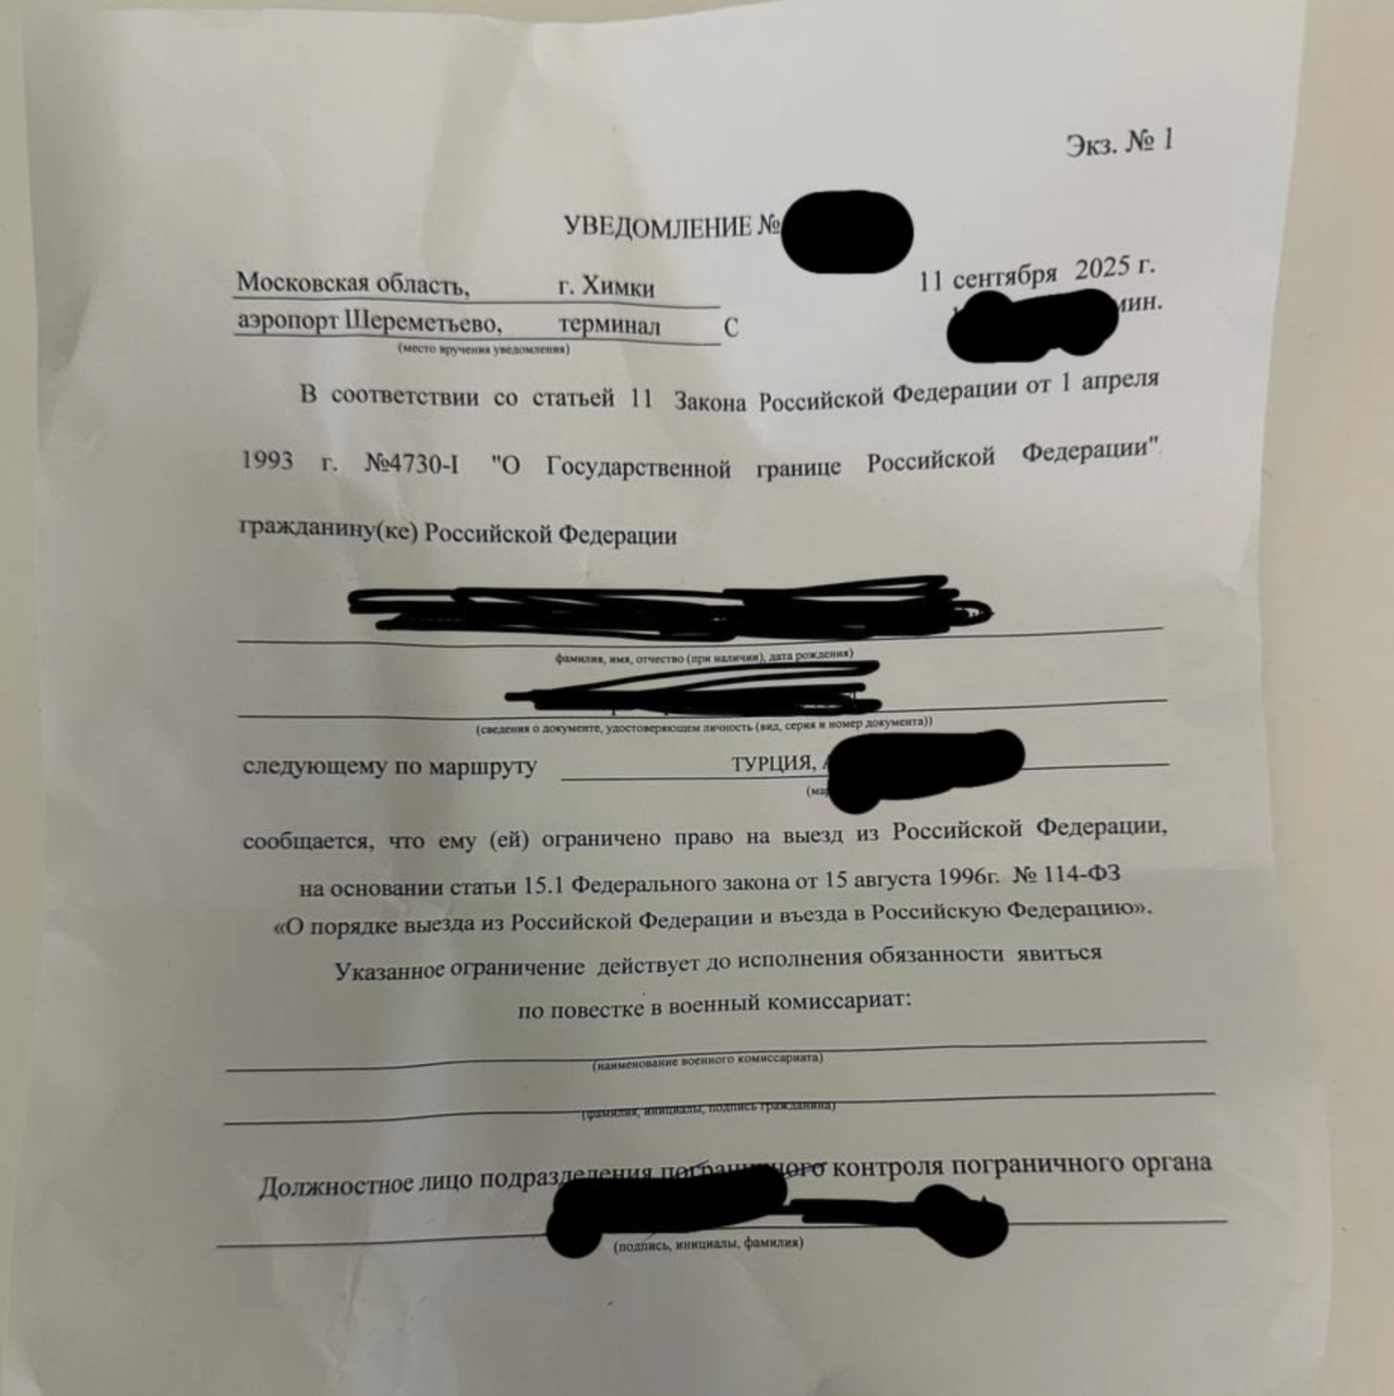 Экз. № 1
УВЕДОМЛЕНИЕ №
Московская область, г. Химки
11 сентября 2025 г.
аэропорт Шереметьево, терминал С
мин.
(место вручения уведомления)
В соответствии со статьей 11 Закона Российской Федерации от 1 апреля
1993 г. №4730-I "О Государственной границе Российской Федерации"
гражданину(ке) Российской Федерации
фамилия, имя, отчество (при наличии), дата рождения)
(сведения о документе, удостоверяющем личность (вид, серия и номер документа))
следующему по маршруту ТУРЦИЯ,
сообщается, что ему (ей) ограничено право на выезд из Российской Федерации,
на основании статьи 15.1 Федерального закона от 15 августа 1996г. № 114-ФЗ
«О порядке выезда из Российской Федерации и въезда в Российскую Федерацию».
Указанное ограничение действует до исполнения обязанности явиться
по повестке в военный комиссариат:
(наименование военного комиссариата)
(фамилия, инициалы, подпись гражданина)
Должностное лицо подразделения пограничного контроля пограничного органа
(подпись, инициалы, фамилия)